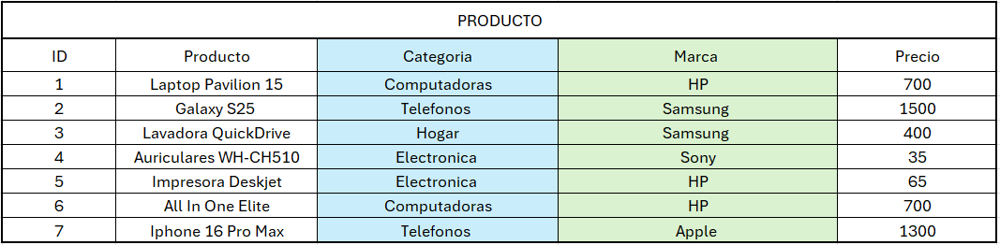 PRODUCTO
ID Producto Categoria Marca Precio
1 Laptop Pavilion 15 Computadoras HP 700
2 Galaxy S25 Telefonos Samsung 1500
3 Lavadora QuickDrive Hogar Samsung 400
4 Auriculares WH-CH510 Electronica Sony 35
5 Impresora Deskjet Electronica HP 65
6 All In One Elite Computadoras HP 700
7 Iphone 16 Pro Max Telefonos Apple 1300